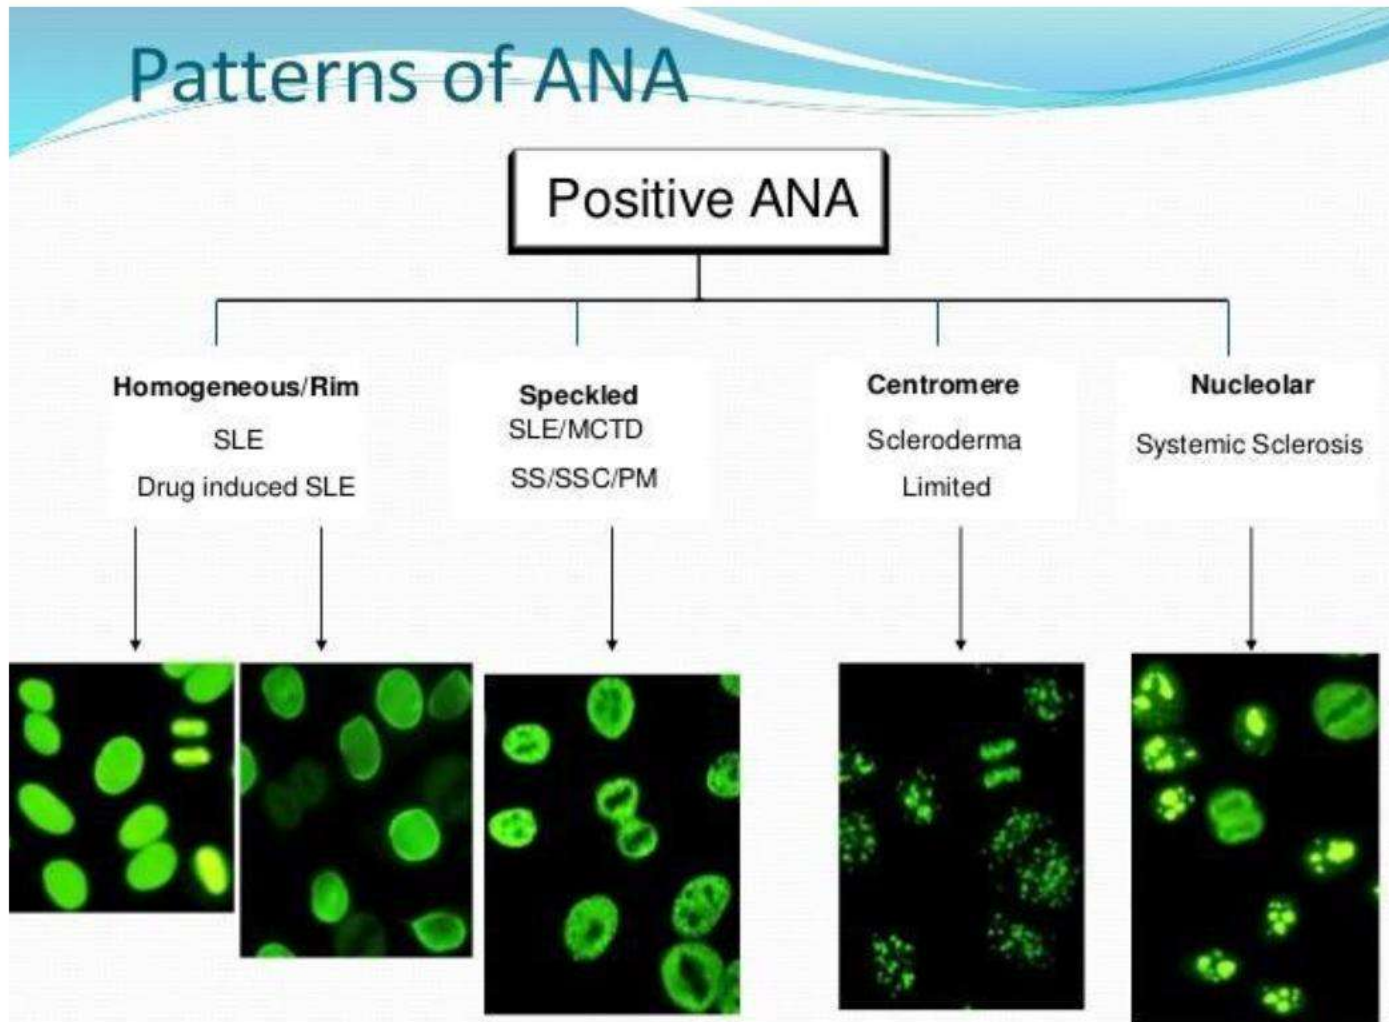 Patterns of ANA
Positive ANA
Homogeneous/Rim
SLE
Drug induced SLE
Speckled
SLE/MCTD
SS/SSC/PM
Centromere
Scleroderma
Limited
Nucleolar
Systemic Sclerosis